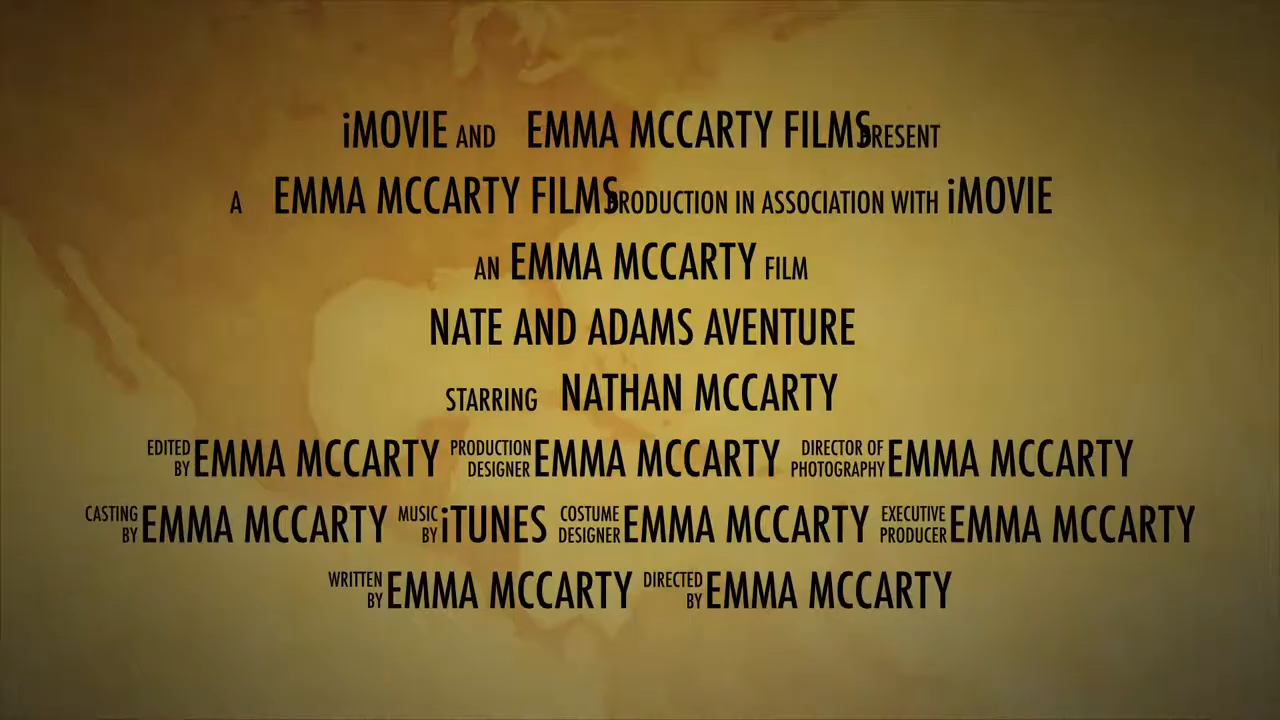 iMOVIE AND EMMA MCCARTY FILMS PRESENT
A EMMA MCCARTY FILMS PRODUCTION IN ASSOCIATION WITH iMOVIE
AN EMMA MCCARTY FILM
NATE AND ADAMS AVENTURE
STARRING NATHAN MCCARTY
EDITED BY EMMA MCCARTY PRODUCTION DESIGNER EMMA MCCARTY DIRECTOR OF PHOTOGRAPHY EMMA MCCARTY
CASTING BY EMMA MCCARTY MUSIC BY iTUNES COSTUME DESIGNER EMMA MCCARTY EXECUTIVE PRODUCER EMMA MCCARTY
WRITTEN BY EMMA MCCARTY DIRECTED BY EMMA MCCARTY